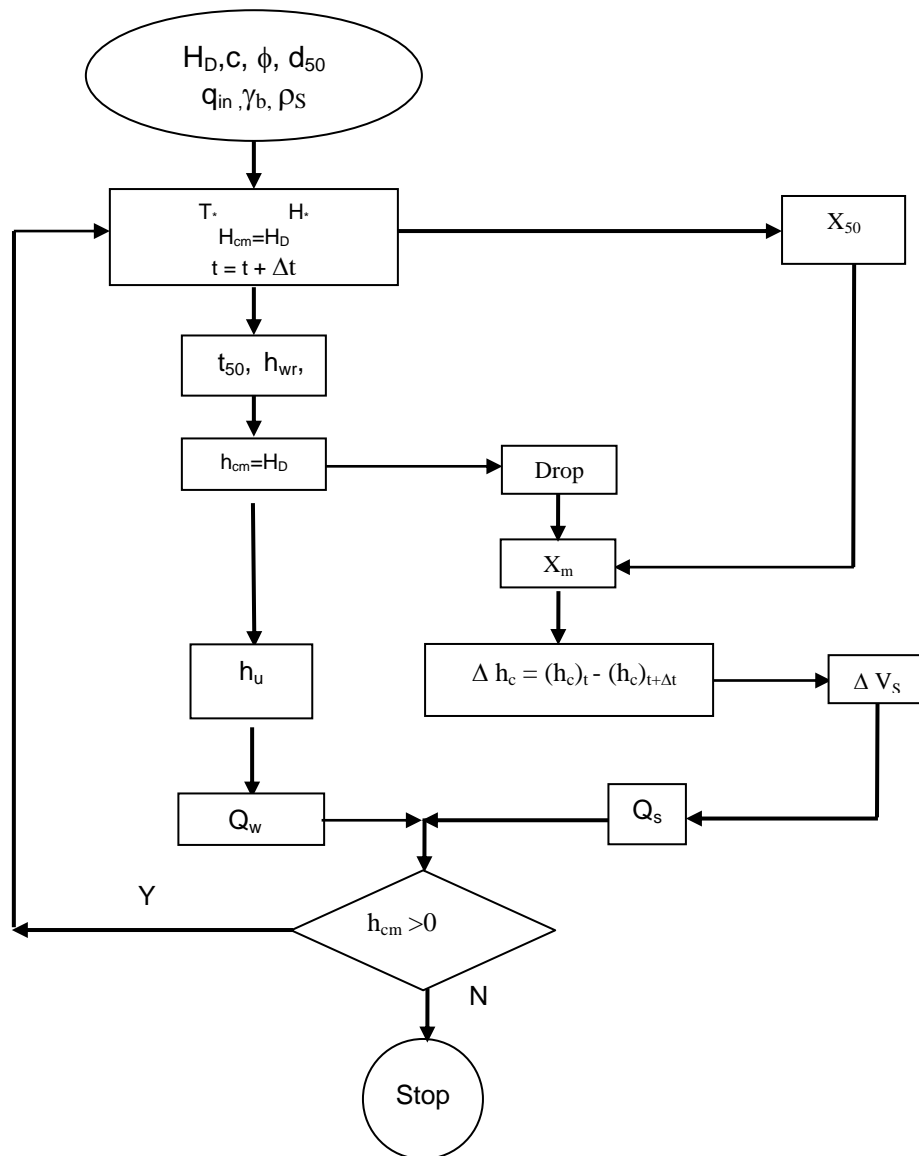 H_D,c, ϕ, d_50
q_in ,γ_b, ρ_S
T_* H_*
H_cm=H_D
t = t + Δt
X_50
t_50, h_wr,
h_cm=H_D
Drop
X_m
h_u
Δ h_c = (h_c)_t - (h_c)_t+Δt
Δ V_S
Q_w
Q_s
Y
h_cm >0
N
Stop